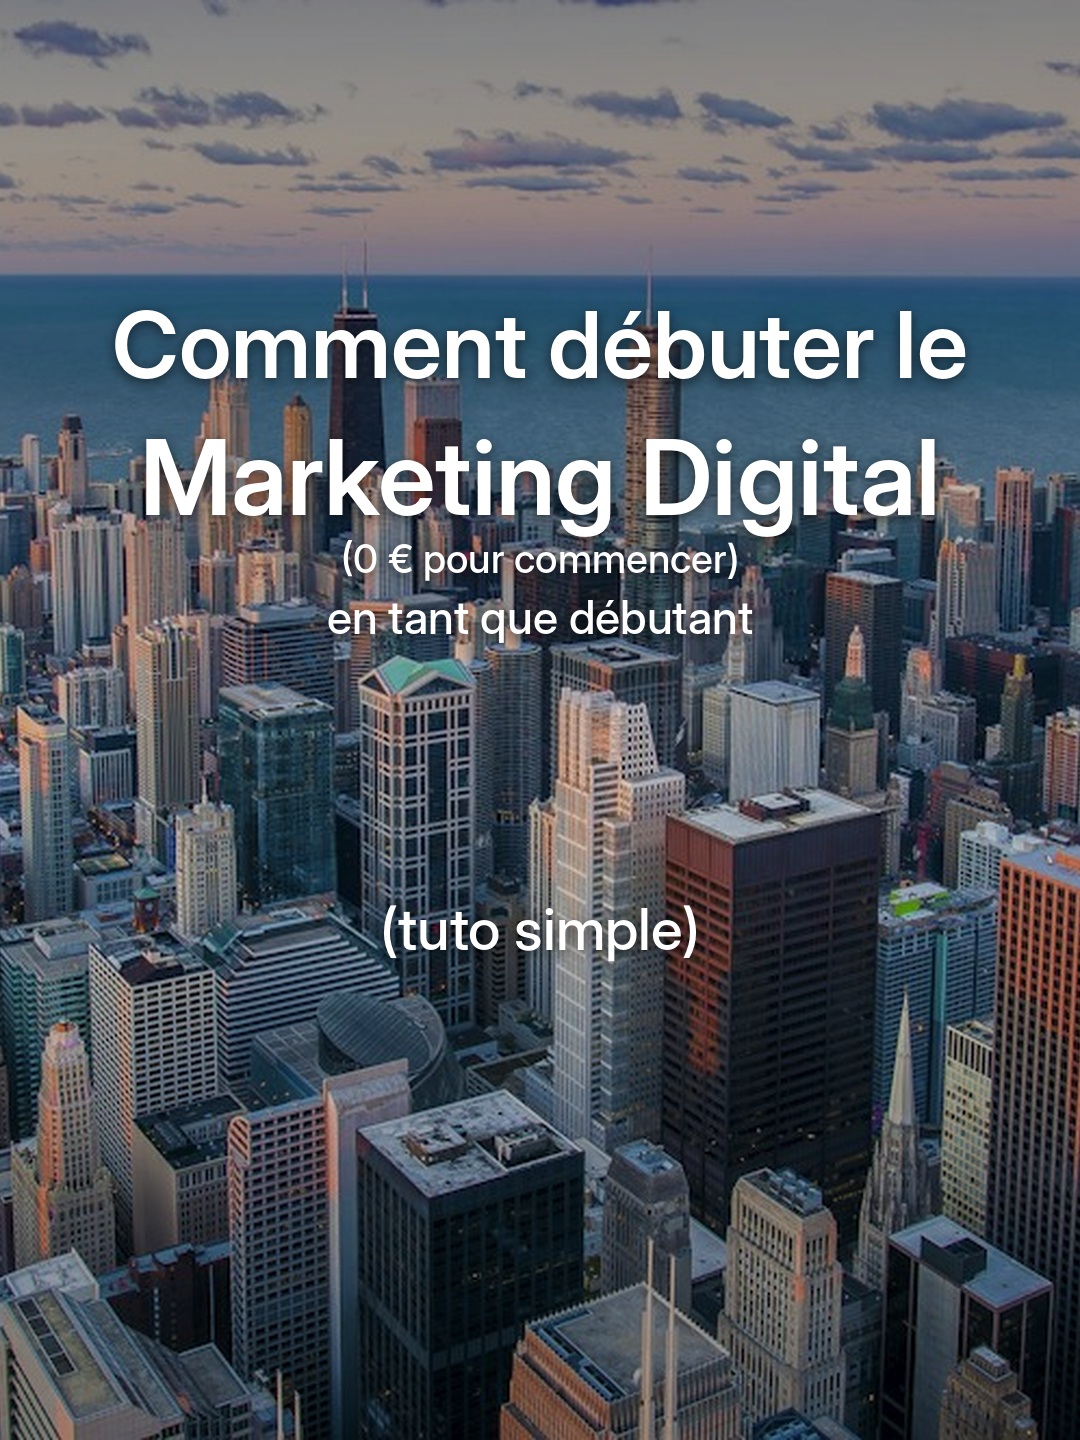 Comment débuter le
Marketing Digital
(0 € pour commencer)
en tant que débutant
(tuto simple)